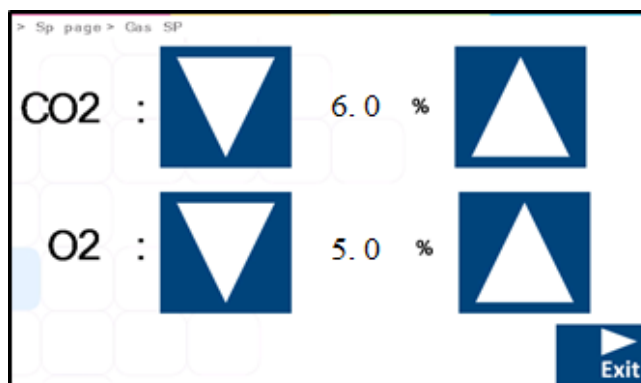 > Sp page > Gas SP
CO2 : 6.0 %
O2 : 5.0 %
Exit